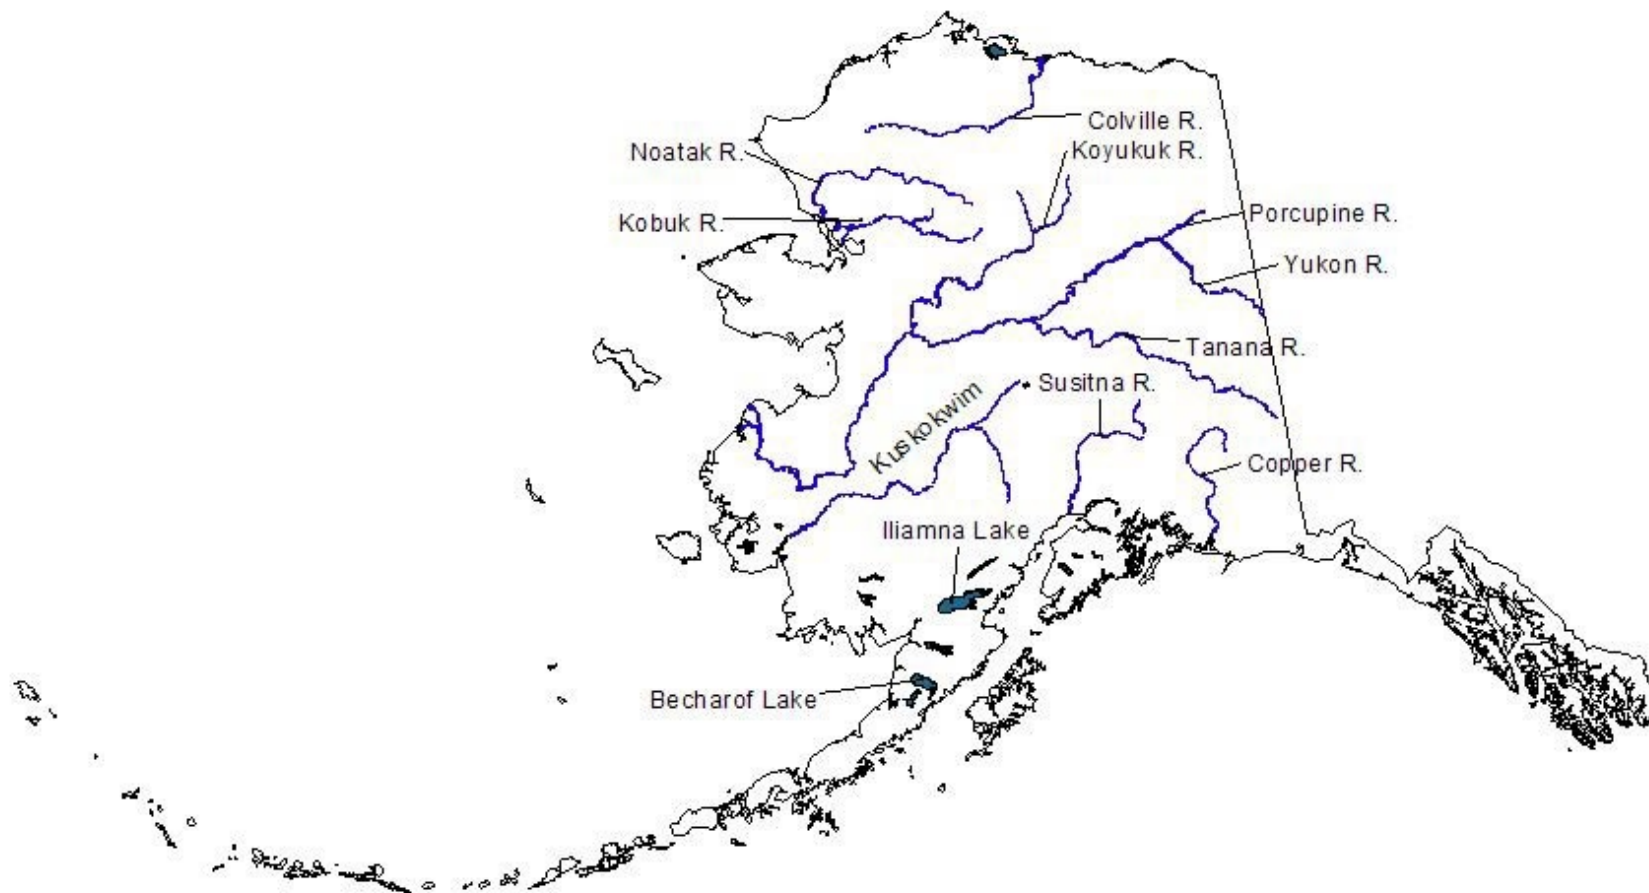 Colville R.
Noatak R.
Koyukuk R.
Kobuk R.
Porcupine R.
Yukon R.
Tanana R.
Susitna R.
Kuskokwim
Copper R.
Iliamna Lake
Becharof Lake